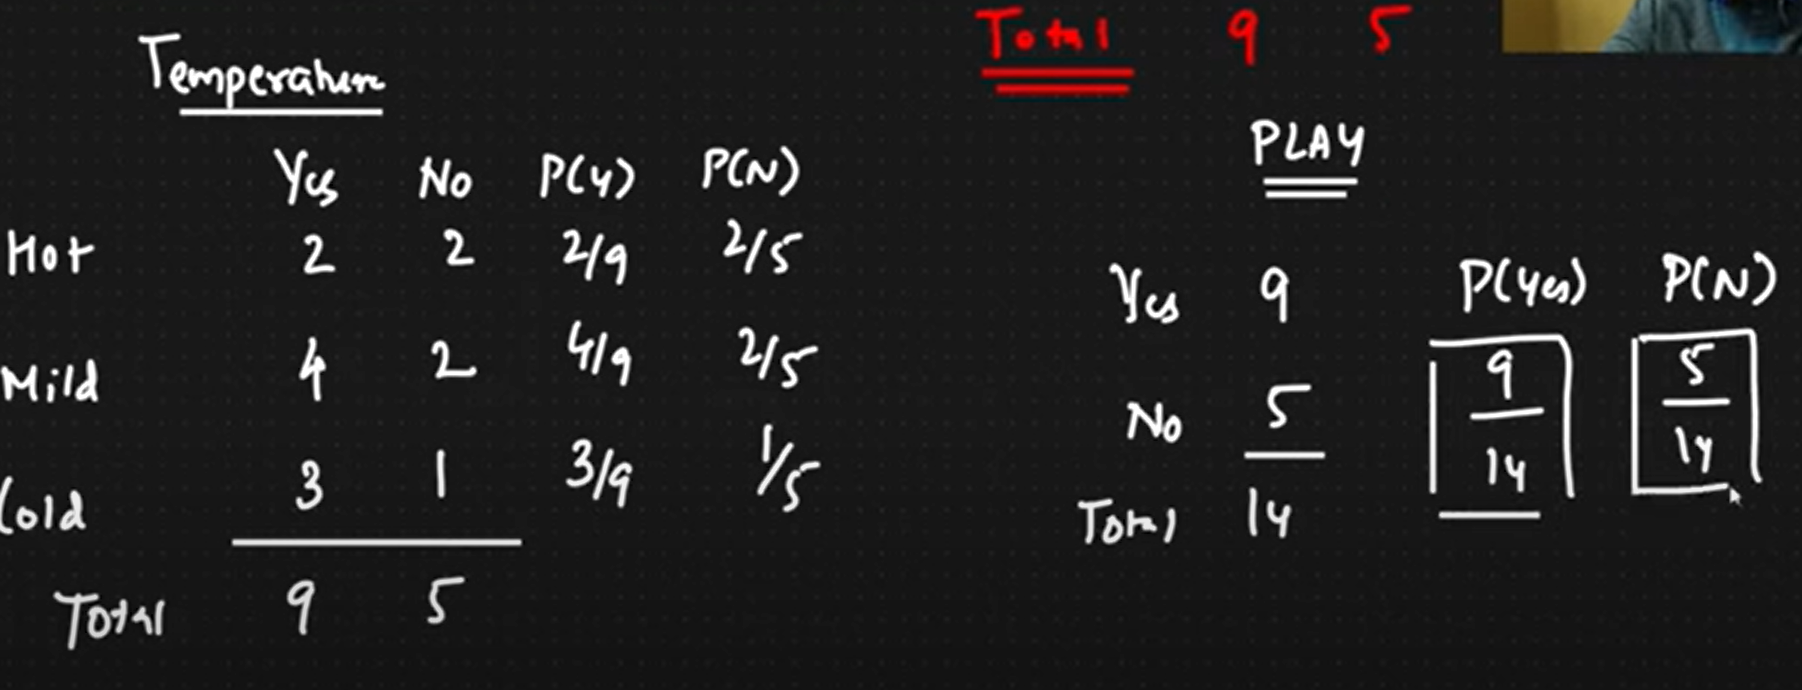 Total 9 5
Temperature
Yes No P(Y) P(N)
Hot 2 2 2/9 2/5
Mild 4 2 4/9 2/5
Cold 3 1 3/9 1/5
Total 9 5
PLAY
P(Yes) P(N)
Yes 9 9/14 5/14
No 5
Total 14